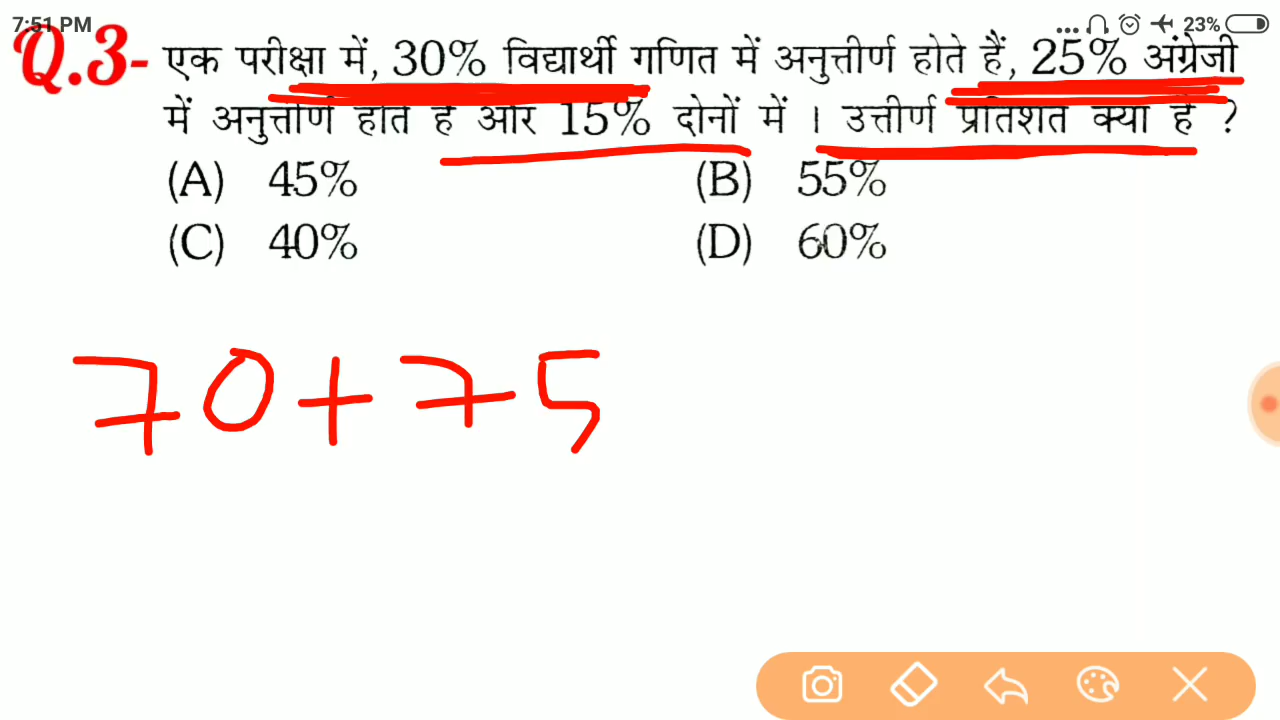 7:51 PM ... 23%
Q.3- एक परीक्षा में, 30% विद्यार्थी गणित में अनुत्तीर्ण होते हैं, 25% अंग्रेजी
में अनुत्तीर्ण होते हैं और 15% दोनों में । उत्तीर्ण प्रतिशत क्या है ?
(A) 45% (B) 55%
(C) 40% (D) 60%
70+75